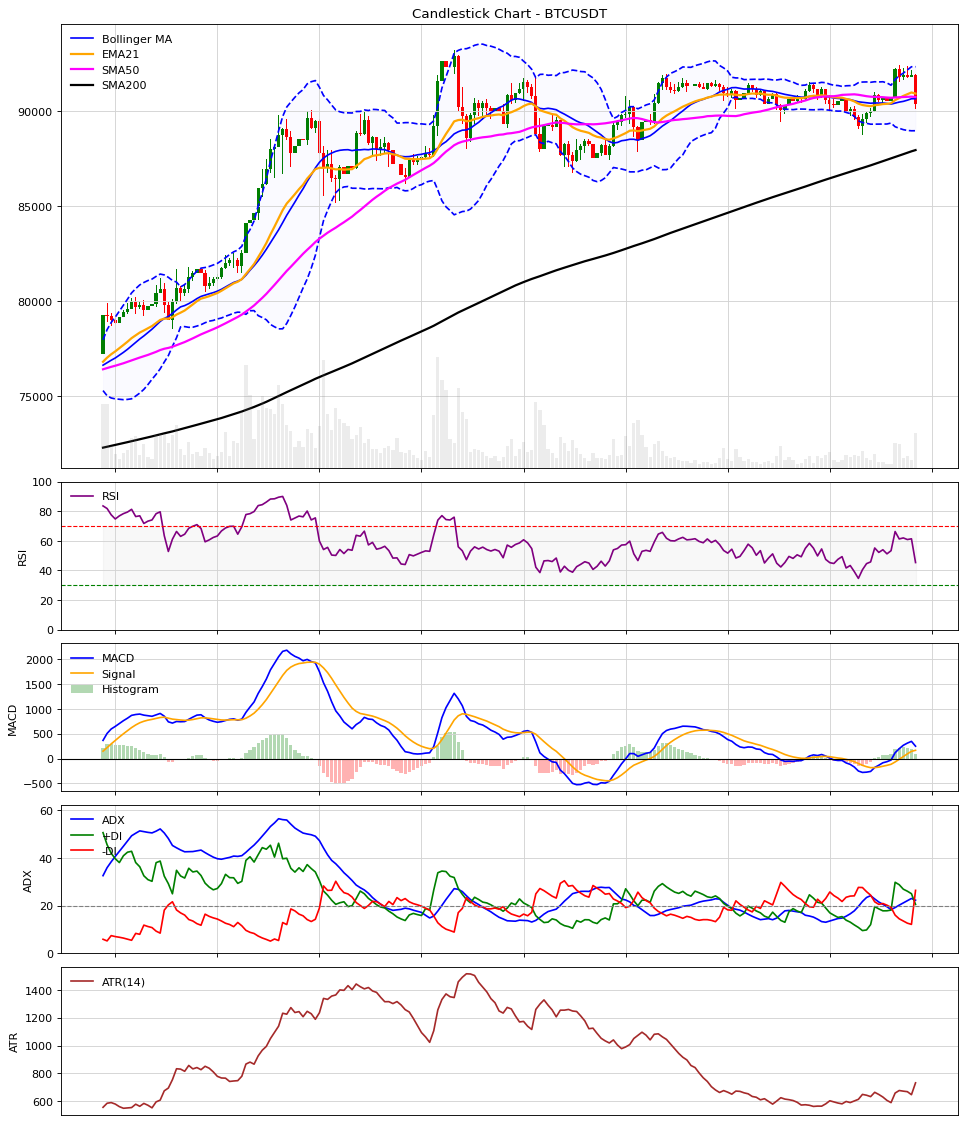 Candlestick Chart - BTCUSDT
Bollinger MA
EMA21
SMA50
SMA200
90000
85000
80000
75000
RSI
RSI
100
80
60
40
20
0
MACD
Signal
Histogram
MACD
2000
1500
1000
500
0
−500
ADX
+DI
-DI
ADX
60
40
20
0
ATR(14)
ATR
1400
1200
1000
800
600